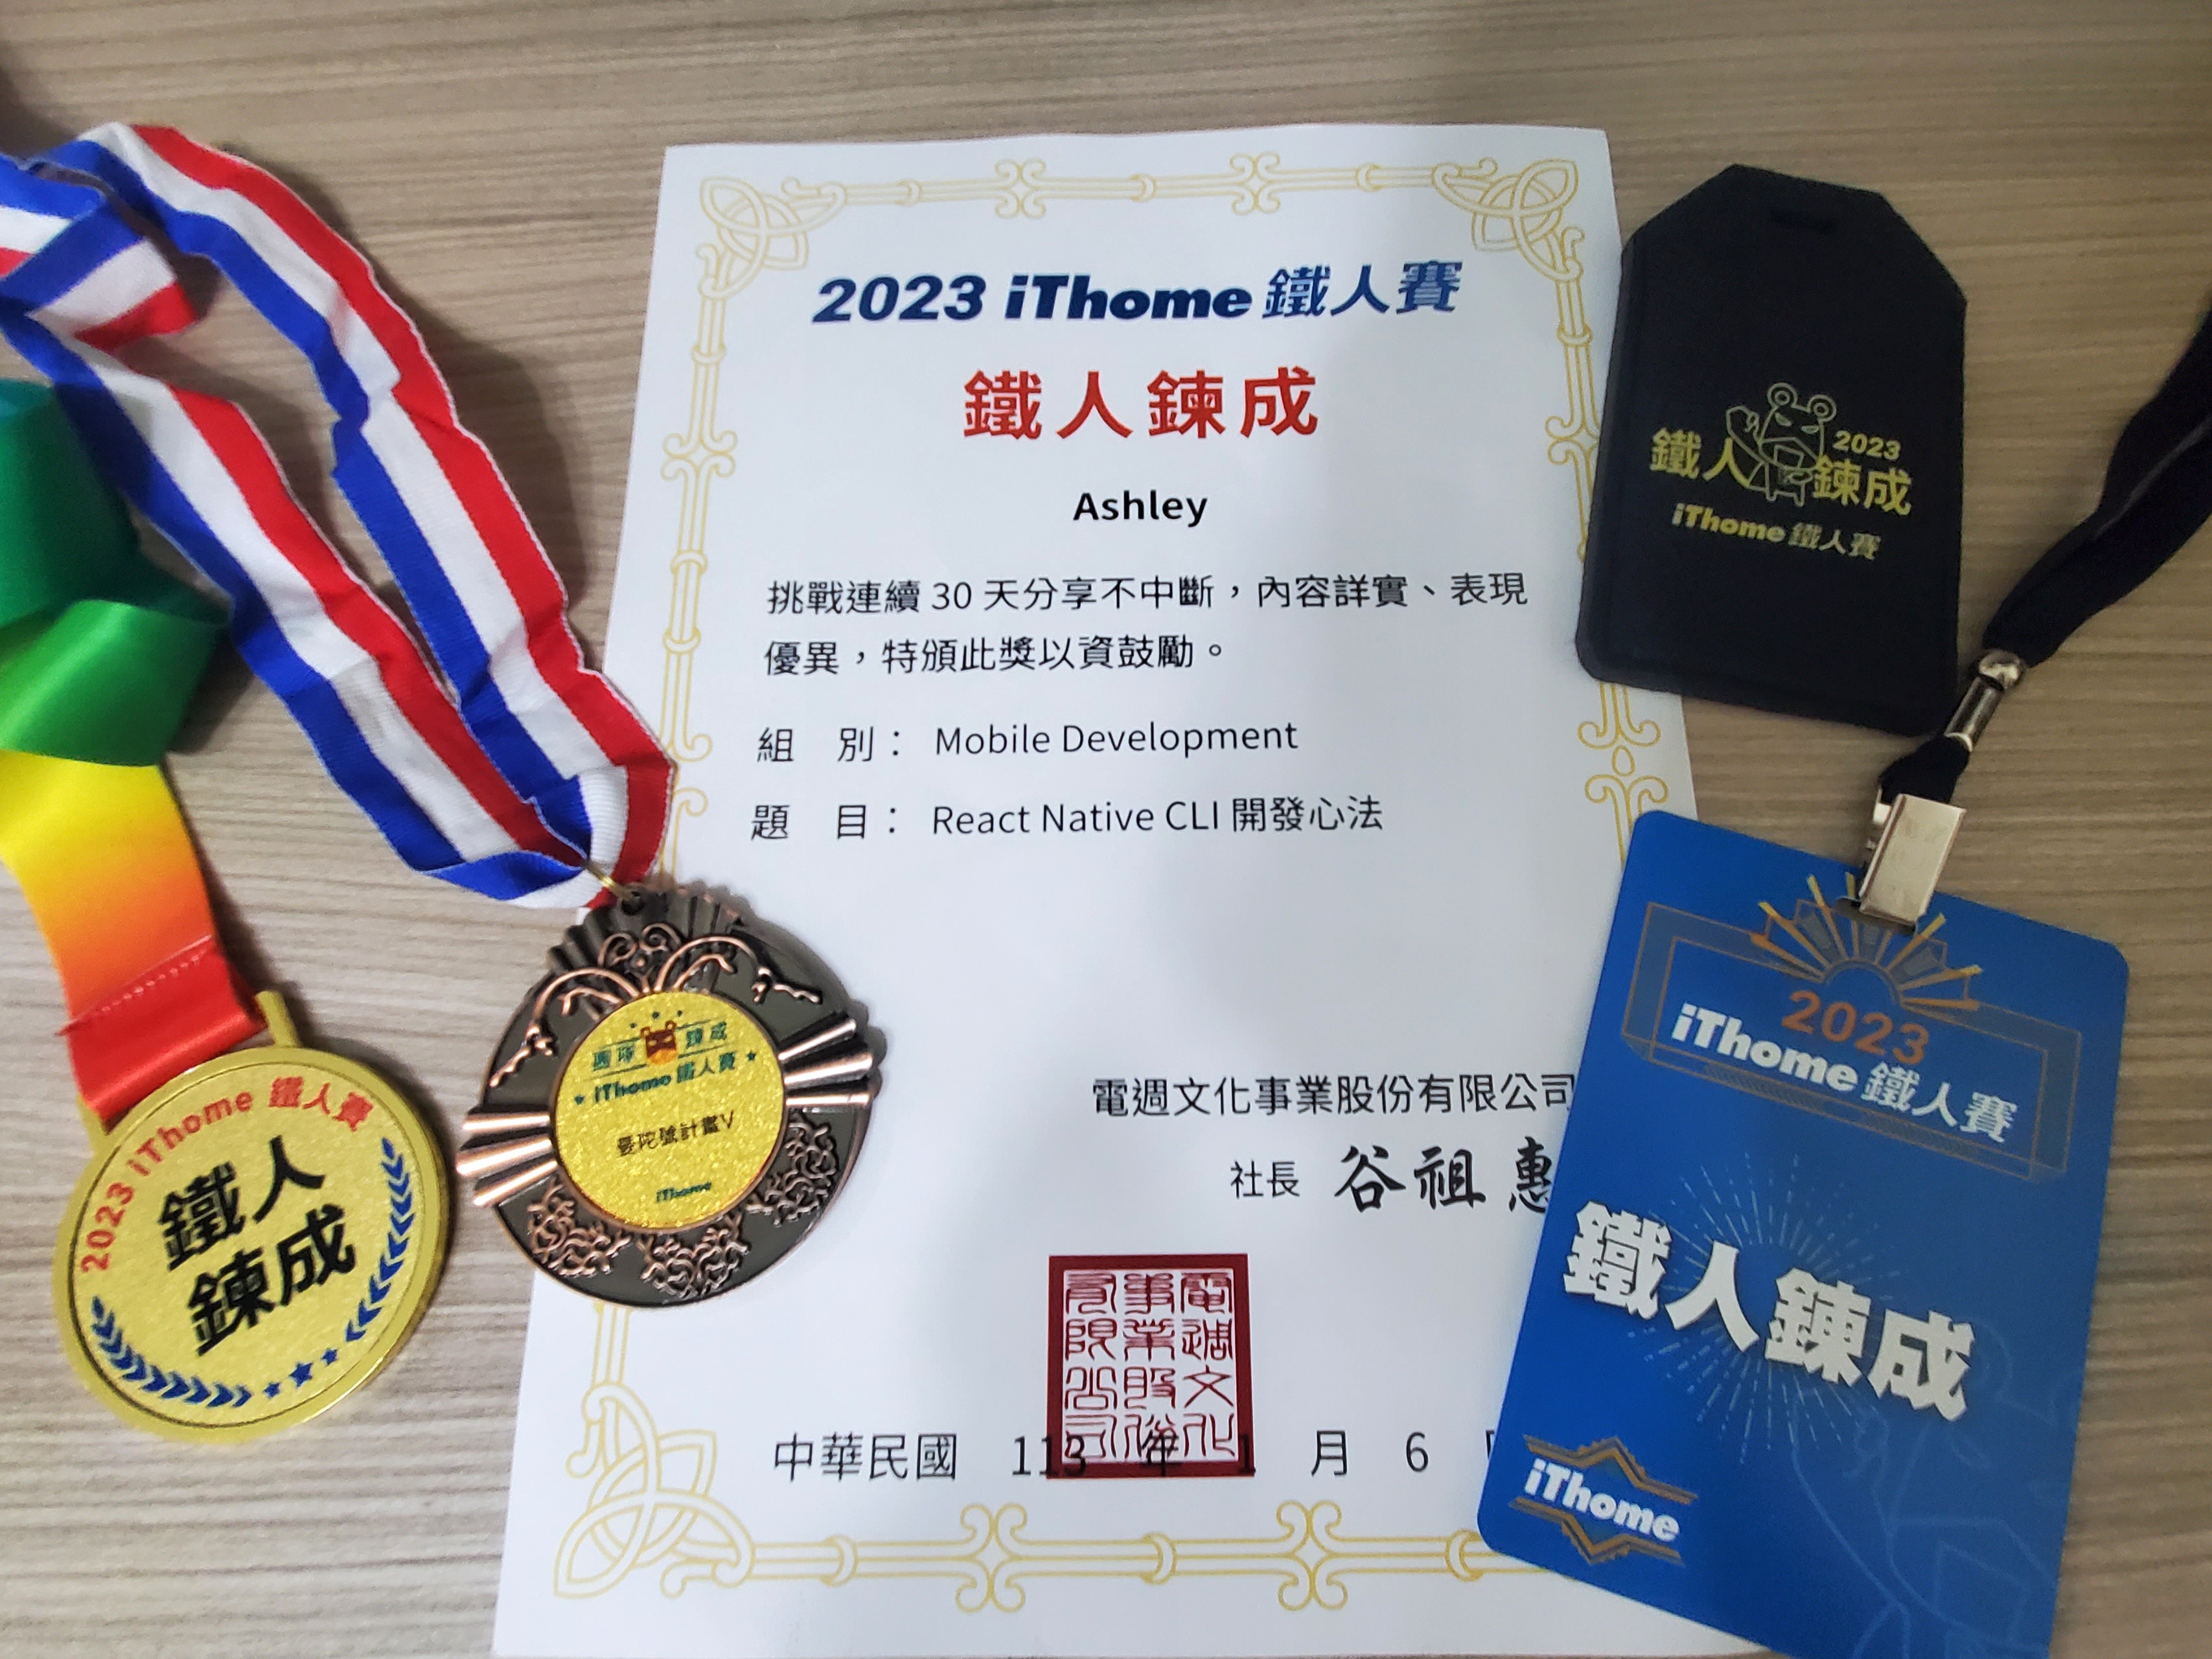 2023 iThome 鐵人賽
鐵人鍊成
Ashley
挑戰連續 30 天分享不中斷，內容詳實、表現
優異，特頒此獎以資鼓勵。
組 別： Mobile Development
題 目： React Native CLI 開發心法
電週文化事業股份有限公司
社長 谷祖惠
電週文化
事業股份
有限公司
中華民國 113 年 1 月 6
2023 iThome 鐵人賽
鐵人
鍊成
團隊鍊成
iThome 鐵人賽
曼陀號計畫V
iThome
2023
鐵人鍊成
iThome 鐵人賽
2023
iThome 鐵人賽
鐵人鍊成
iThome